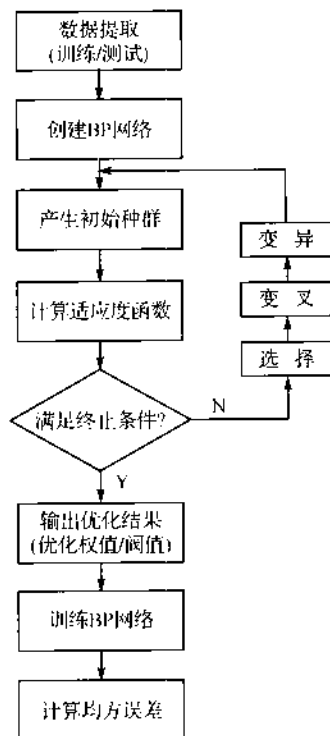 数据提取
(训练/测试)
创建BP网络
产生初始种群
计算适应度函数
满足终止条件?
N
选 择
变 叉
变 异
Y
输出优化结果
(优化权值/阈值)
训练BP网络
计算均方误差